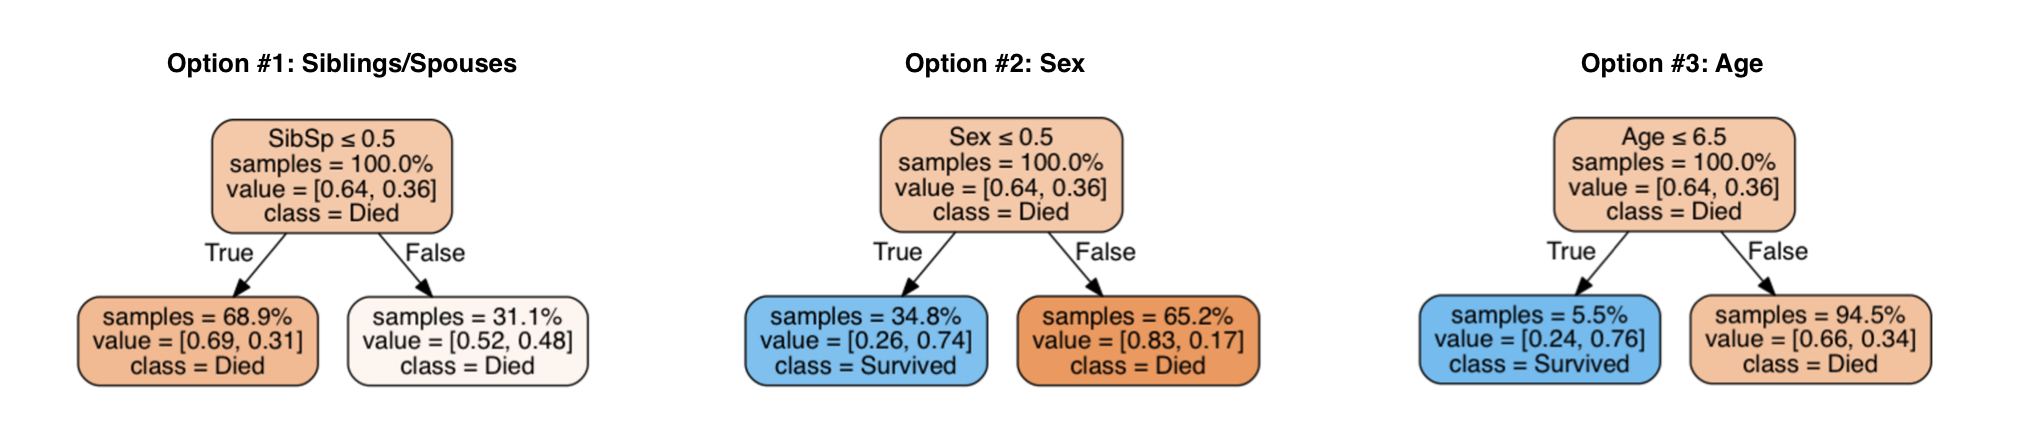 Option #1: Siblings/Spouses
SibSp ≤ 0.5
samples = 100.0%
value = [0.64, 0.36]
class = Died
True
False
samples = 68.9%
value = [0.69, 0.31]
class = Died
samples = 31.1%
value = [0.52, 0.48]
class = Died
Option #2: Sex
Sex ≤ 0.5
samples = 100.0%
value = [0.64, 0.36]
class = Died
True
False
samples = 34.8%
value = [0.26, 0.74]
class = Survived
samples = 65.2%
value = [0.83, 0.17]
class = Died
Option #3: Age
Age ≤ 6.5
samples = 100.0%
value = [0.64, 0.36]
class = Died
True
False
samples = 5.5%
value = [0.24, 0.76]
class = Survived
samples = 94.5%
value = [0.66, 0.34]
class = Died